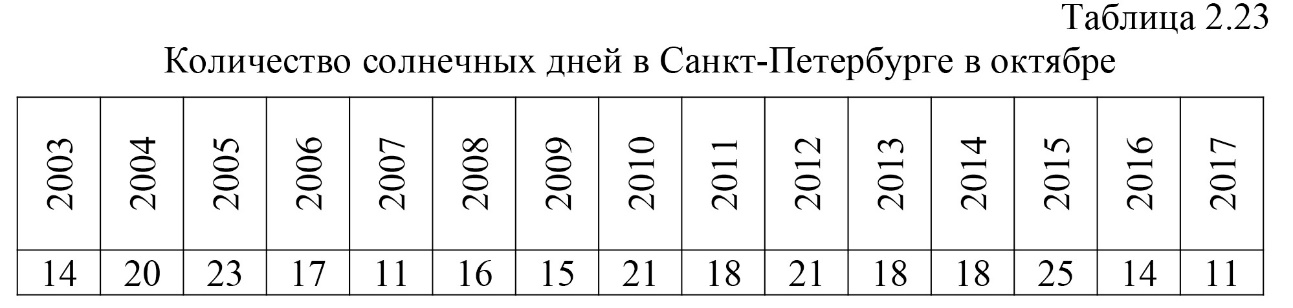 Таблица 2.23
Количество солнечных дней в Санкт-Петербурге в октябре
2003 2004 2005 2006 2007 2008 2009 2010 2011 2012 2013 2014 2015 2016 2017
14 20 23 17 11 16 15 21 18 21 18 18 25 14 11